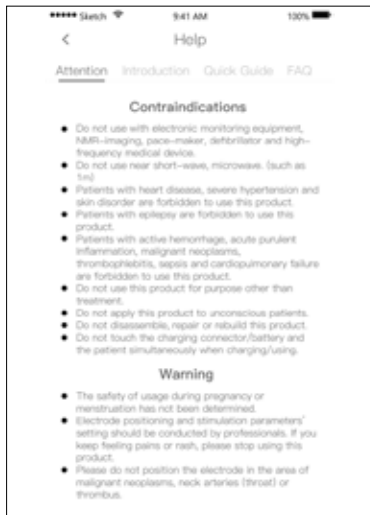 Sketch 9:41 AM 100%
Help
Attention Introduction Quick Guide FAQ
Contraindications
Do not use with electronic monitoring equipment,
NMR-imaging, pace-maker, defibrillator and high-
frequency medical device.
Do not use near short-wave, microwave. (such as
1m)
Patients with heart disease, severe hypertension and
skin disorder are forbidden to use this product.
Patients with epilepsy are forbidden to use this
product.
Patients with active hemorrhage, acute purulent
inflammation, malignant neoplasms,
thrombophlebitis, sepsis and cardiopulmonary failure
are forbidden to use this product.
Do not use this product for purpose other than
treatment.
Do not apply this product to unconscious patients.
Do not disassemble, repair or rebuild this product.
Do not touch the charging connector/battery and
the patient simultaneously when charging/using.
Warning
The safety of usage during pregnancy or
menstruation has not been determined.
Electrode positioning and stimulation parameters'
setting should be conducted by professionals. If you
keep feeling pains or rash, please stop using this
product.
Please do not position the electrode in the area of
malignant neoplasms, neck arteries (throat) or
thrombus.